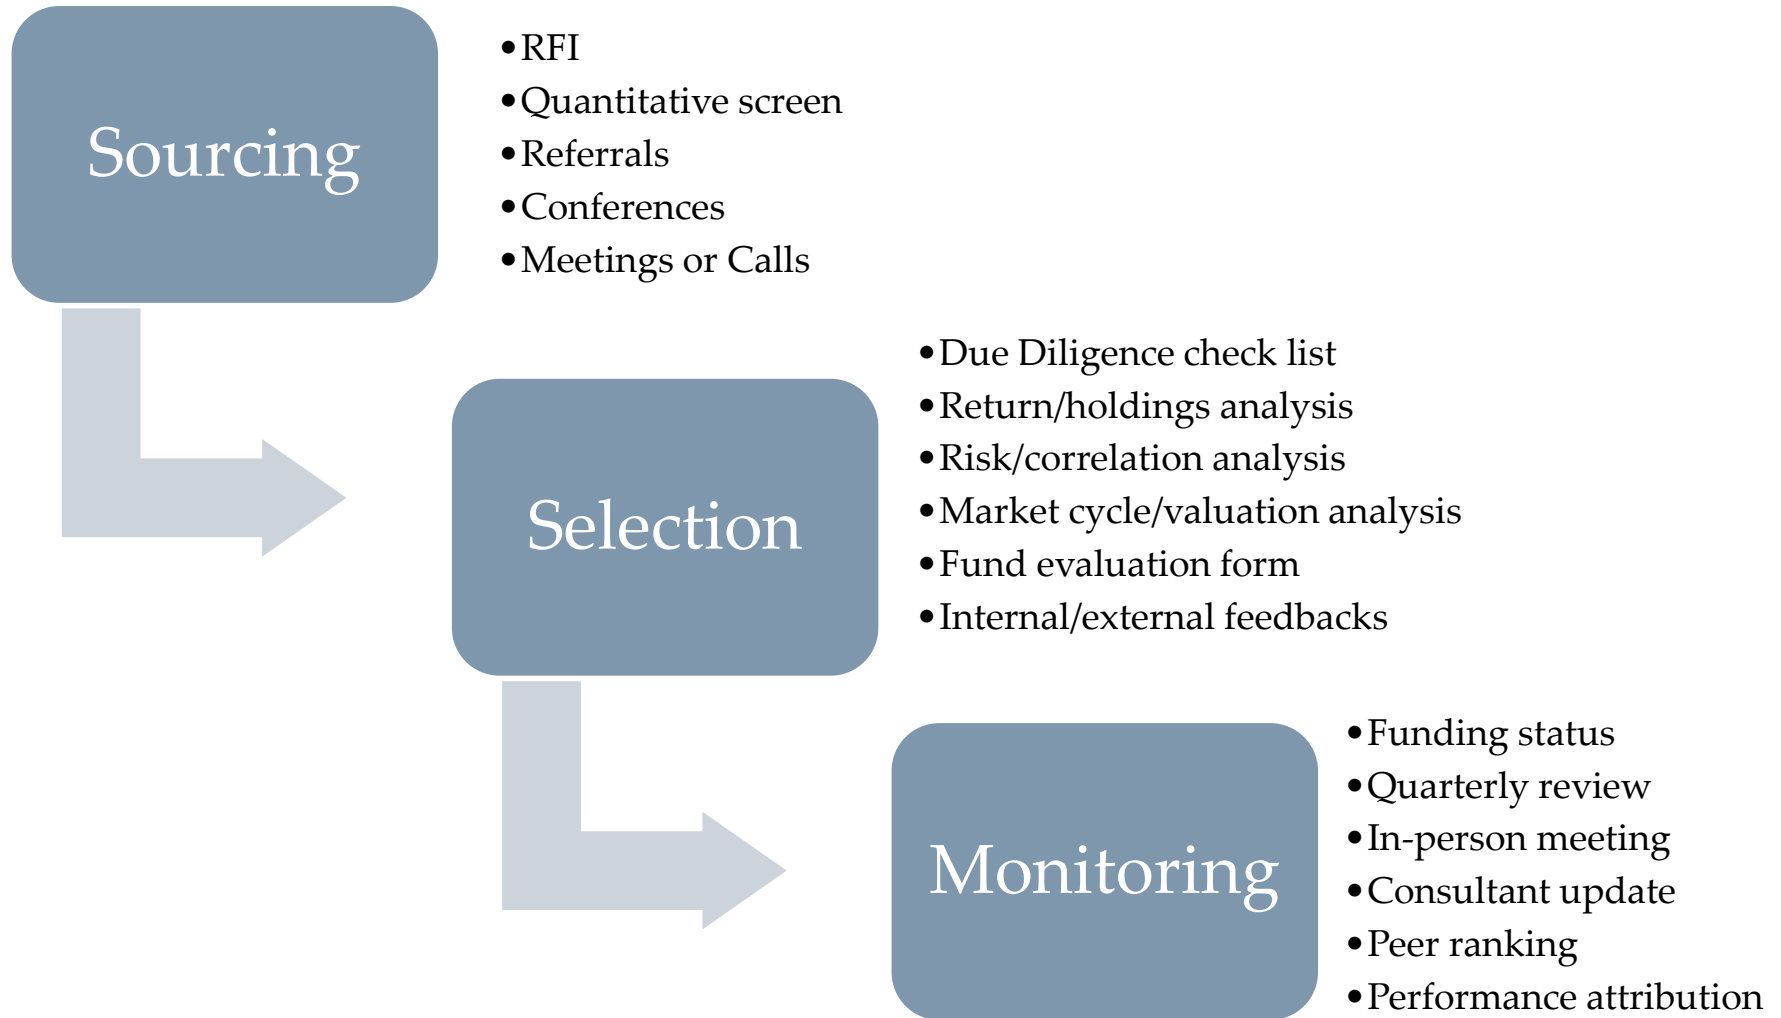 Sourcing
•RFI
•Quantitative screen
•Referrals
•Conferences
•Meetings or Calls
Selection
•Due Diligence check list
•Return/holdings analysis
•Risk/correlation analysis
•Market cycle/valuation analysis
•Fund evaluation form
•Internal/external feedbacks
Monitoring
•Funding status
•Quarterly review
•In-person meeting
•Consultant update
•Peer ranking
•Performance attribution